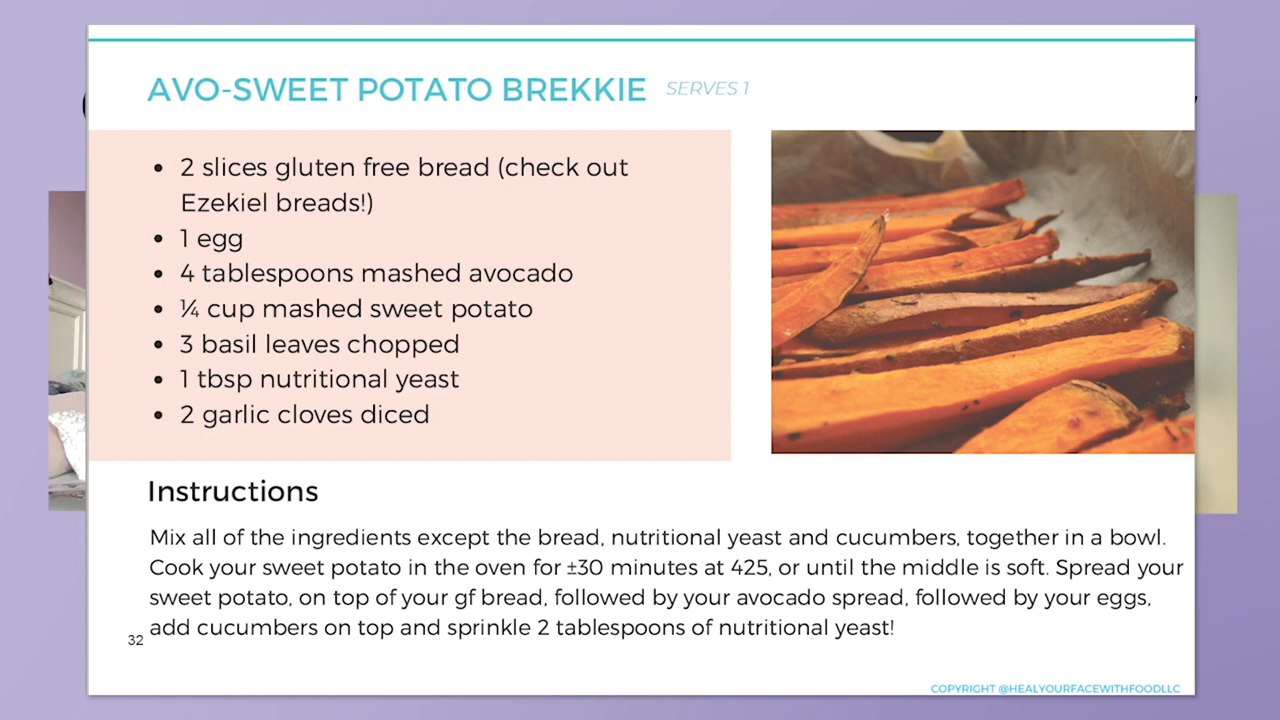 AVO-SWEET POTATO BREKKIE SERVES 1
• 2 slices gluten free bread (check out
Ezekiel breads!)
• 1 egg
• 4 tablespoons mashed avocado
• ¼ cup mashed sweet potato
• 3 basil leaves chopped
• 1 tbsp nutritional yeast
• 2 garlic cloves diced
Instructions
Mix all of the ingredients except the bread, nutritional yeast and cucumbers, together in a bowl.
Cook your sweet potato in the oven for ±30 minutes at 425, or until the middle is soft. Spread your
sweet potato, on top of your gf bread, followed by your avocado spread, followed by your eggs,
add cucumbers on top and sprinkle 2 tablespoons of nutritional yeast!
32
COPYRIGHT @HEALYOURFACEWITHFOODLLC